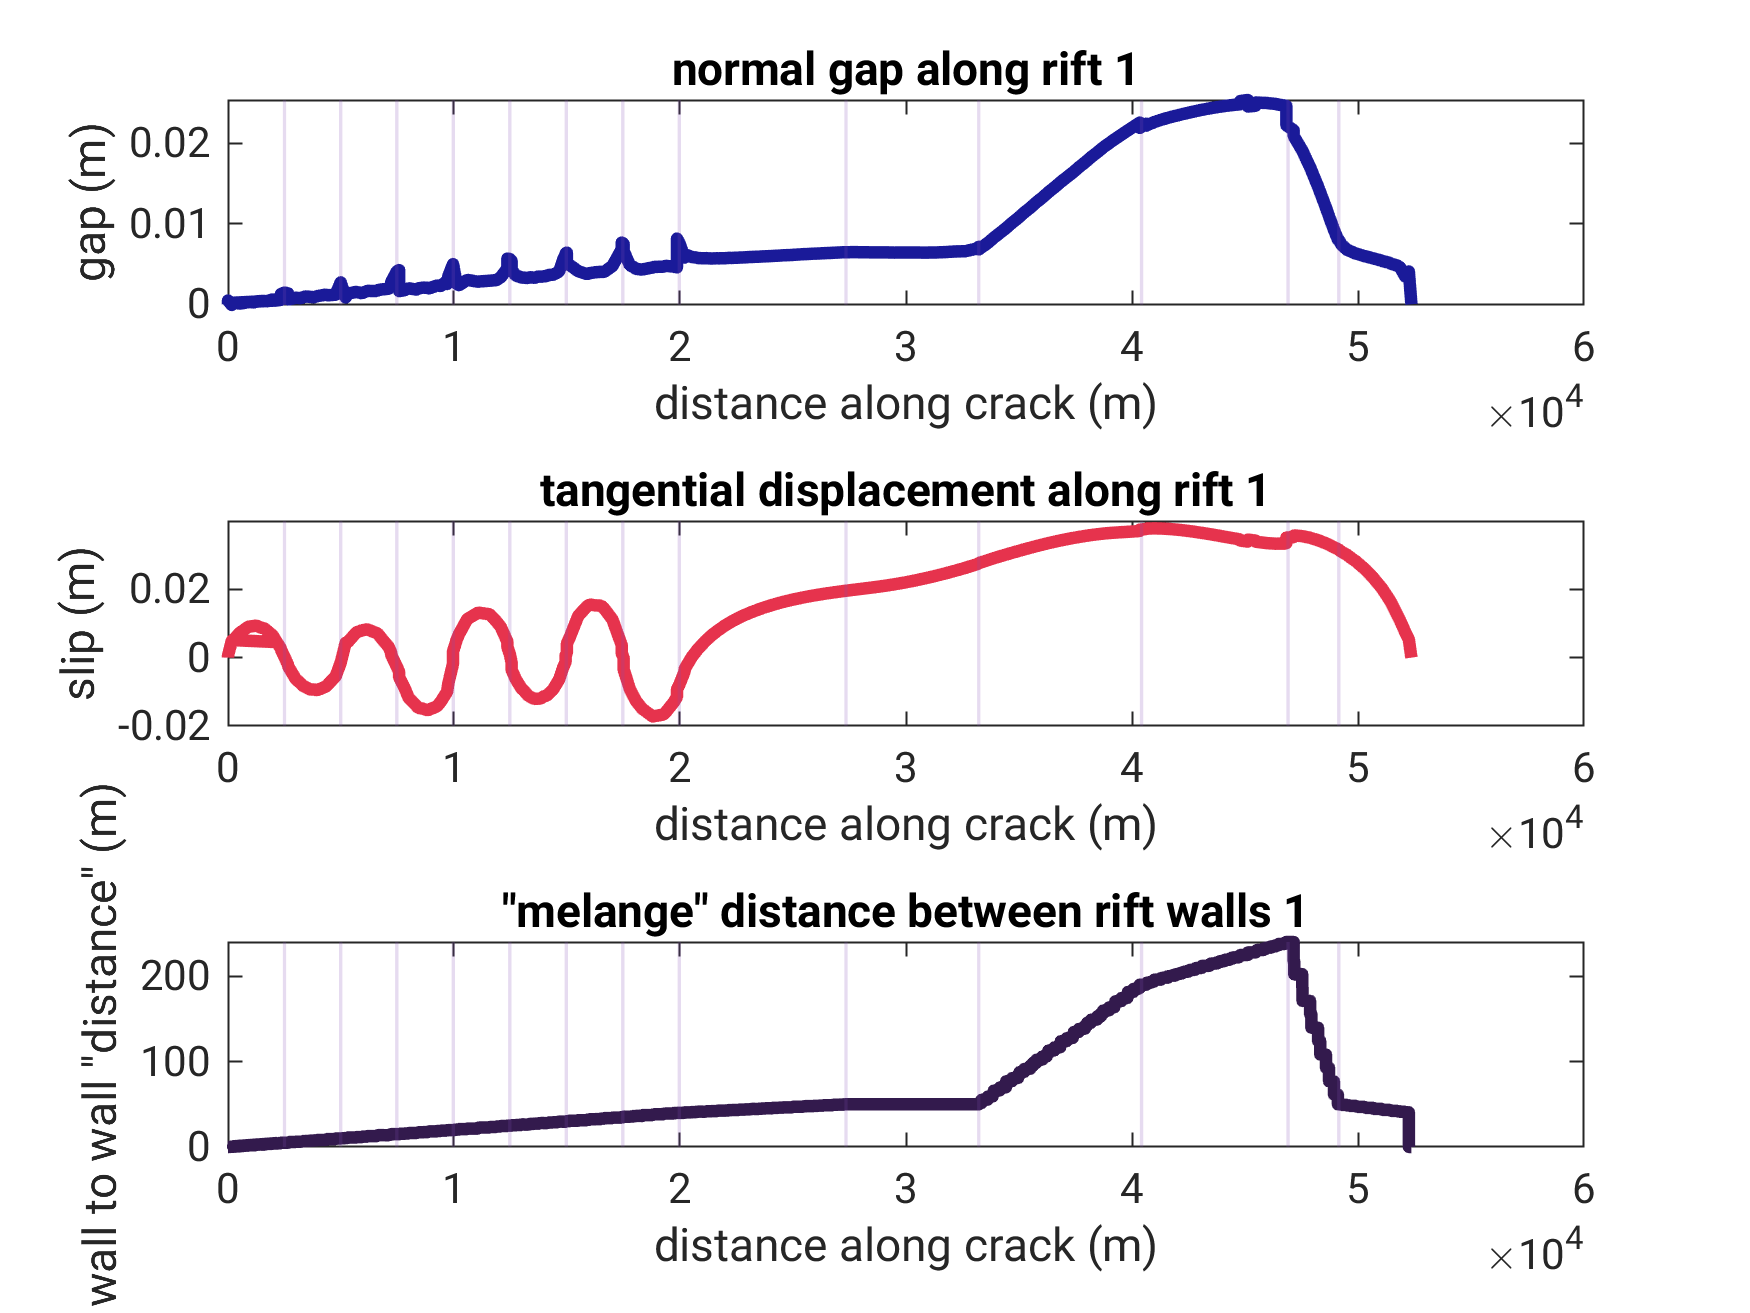 normal gap along rift 1
gap (m)
0.02
0.01
0
0 1 2 3 4 5 6
distance along crack (m)
×10^4
tangential displacement along rift 1
slip (m)
0.02
0
-0.02
0 1 2 3 4 5 6
distance along crack (m)
×10^4
"melange" distance between rift walls 1
wall to wall "distance" (m)
200
100
0
0 1 2 3 4 5 6
distance along crack (m)
×10^4